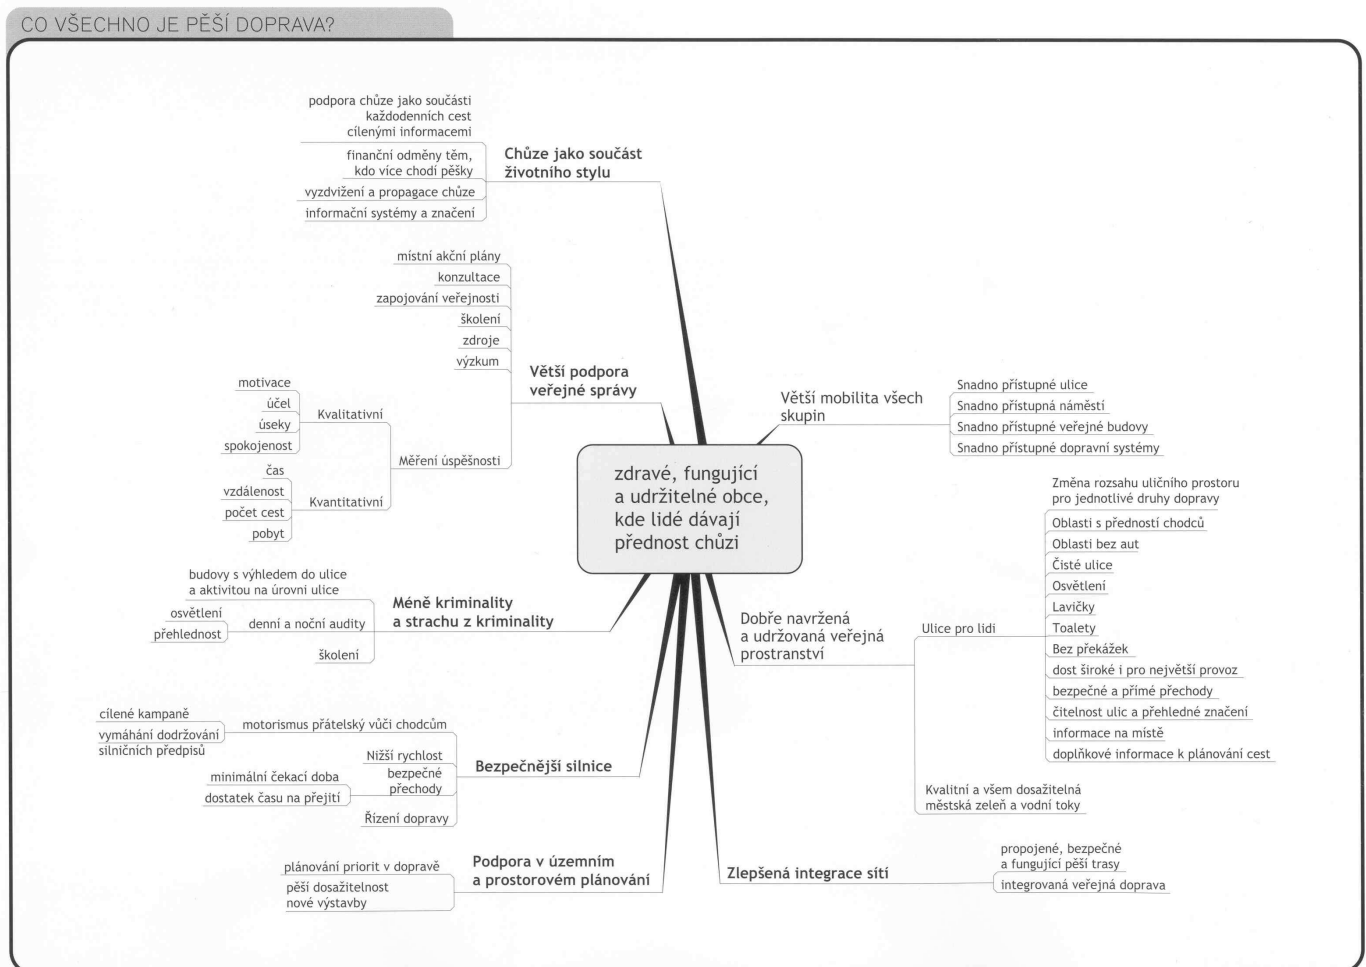 CO VŠECHNO JE PĚŠÍ DOPRAVA?
podpora chůze jako součásti
každodenních cest
cílenými informacemi
finanční odměny těm,
kdo více chodí pěšky
vyzdvižení a propagace chůze
informační systémy a značení
Chůze jako součást
životního stylu
místní akční plány
konzultace
zapojování veřejnosti
školení
zdroje
výzkum
Větší podpora
veřejné správy
motivace
účel
úseky
spokojenost
Kvalitativní
Měření úspěšnosti
čas
vzdálenost
počet cest
pobyt
Kvantitativní
Větší mobilita všech
skupin
Snadno přístupné ulice
Snadno přístupná náměstí
Snadno přístupné veřejné budovy
Snadno přístupné dopravní systémy
zdravé, fungující
a udržitelné obce,
kde lidé dávají
přednost chůzi
budovy s výhledem do ulice
a aktivitou na úrovni ulice
osvětlení
přehlednost
denní a noční audity
školení
Méně kriminality
a strachu z kriminality
Dobře navržená
a udržovaná veřejná
prostranství
Ulice pro lidi
Změna rozsahu uličního prostoru
pro jednotlivé druhy dopravy
Oblasti s předností chodců
Oblasti bez aut
Čisté ulice
Osvětlení
Lavičky
Toalety
Bez překážek
dost široké i pro největší provoz
bezpečné a přímé přechody
čitelnost ulic a přehledné značení
informace na místě
doplňkové informace k plánování cest
Kvalitní a všem dosažitelná
městská zeleň a vodní toky
cílené kampaně
vymáhání dodržování
silničních předpisů
motorismus přátelský vůči chodcům
Nižší rychlost
bezpečné
přechody
minimální čekací doba
dostatek času na přejití
Řízení dopravy
Bezpečnější silnice
plánování priorit v dopravě
pěší dosažitelnost
nové výstavby
Podpora v územním
a prostorovém plánování
Zlepšená integrace sítí
propojené, bezpečné
a fungující pěší trasy
integrovaná veřejná doprava